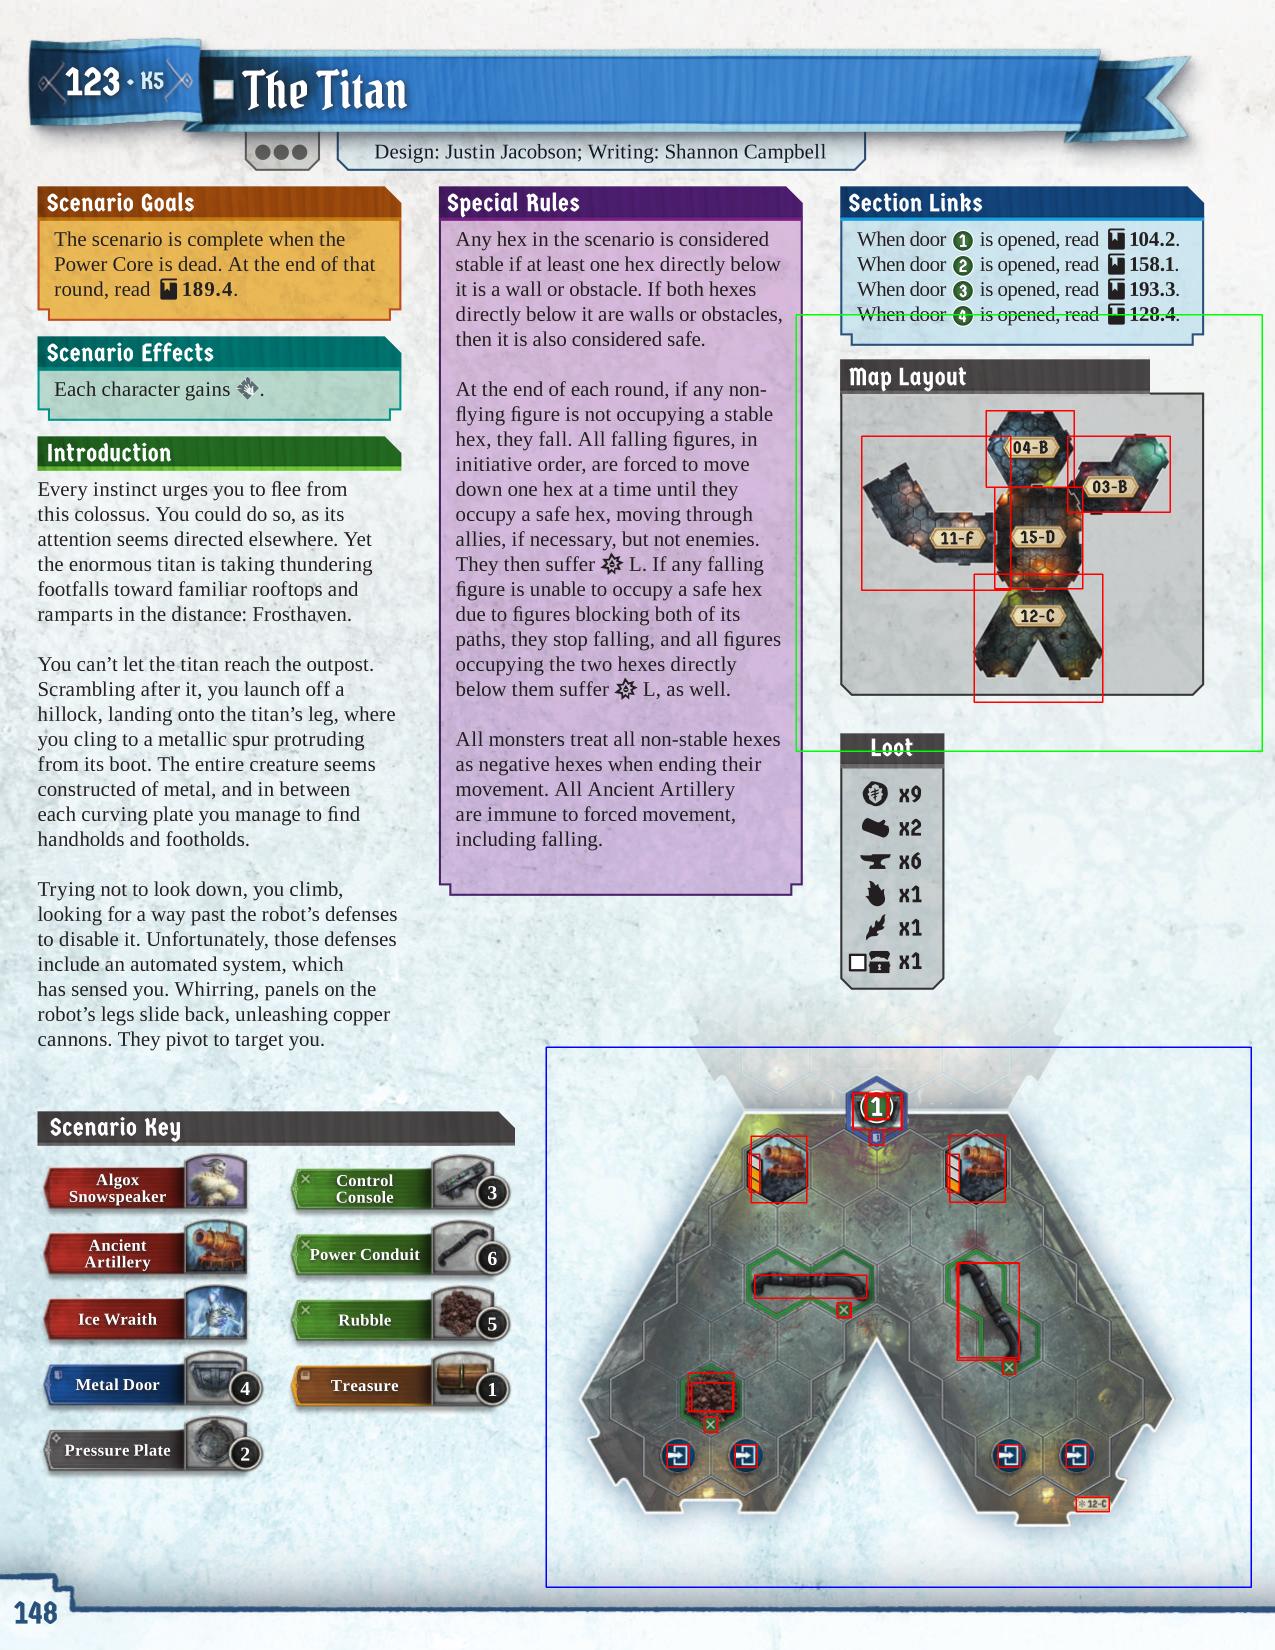 123 · K5
The Titan
Design: Justin Jacobson; Writing: Shannon Campbell
Scenario Goals
The scenario is complete when the
Power Core is dead. At the end of that
round, read 189.4.
Scenario Effects
Each character gains .
Introduction
Every instinct urges you to flee from
this colossus. You could do so, as its
attention seems directed elsewhere. Yet
the enormous titan is taking thundering
footfalls toward familiar rooftops and
ramparts in the distance: Frosthaven.
You can’t let the titan reach the outpost.
Scrambling after it, you launch off a
hillock, landing onto the titan’s leg, where
you cling to a metallic spur protruding
from its boot. The entire creature seems
constructed of metal, and in between
each curving plate you manage to find
handholds and footholds.
Trying not to look down, you climb,
looking for a way past the robot’s defenses
to disable it. Unfortunately, those defenses
include an automated system, which
has sensed you. Whirring, panels on the
robot’s legs slide back, unleashing copper
cannons. They pivot to target you.
Special Rules
Any hex in the scenario is considered
stable if at least one hex directly below
it is a wall or obstacle. If both hexes
directly below it are walls or obstacles,
then it is also considered safe.
At the end of each round, if any non-
flying figure is not occupying a stable
hex, they fall. All falling figures, in
initiative order, are forced to move
down one hex at a time until they
occupy a safe hex, moving through
allies, if necessary, but not enemies.
They then suffer L. If any falling
figure is unable to occupy a safe hex
due to figures blocking both of its
paths, they stop falling, and all figures
occupying the two hexes directly
below them suffer L, as well.
All monsters treat all non-stable hexes
as negative hexes when ending their
movement. All Ancient Artillery
are immune to forced movement,
including falling.
Section Links
When door 1 is opened, read 104.2.
When door 2 is opened, read 158.1.
When door 3 is opened, read 193.3.
When door 4 is opened, read 128.4.
Map Layout
04-B
03-B
11-F
15-D
12-C
Loot
x9
x2
x6
x1
x1
x1
Scenario Key
Algox
Snowspeaker
Ancient
Artillery
Ice Wraith
Metal Door 4
Pressure Plate 2
Control
Console 3
Power Conduit 6
Rubble 5
Treasure 1
1
12-C
148